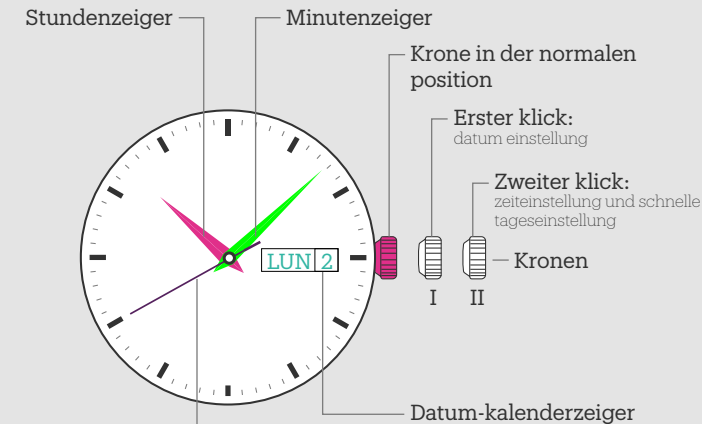 Stundenzeiger
Minutenzeiger
Krone in der normalen
position
Erster klick:
datum einstellung
Zweiter klick:
zeiteinstellung und schnelle
tageseinstellung
LUN 2
Kronen
I II
Datum-kalenderzeiger